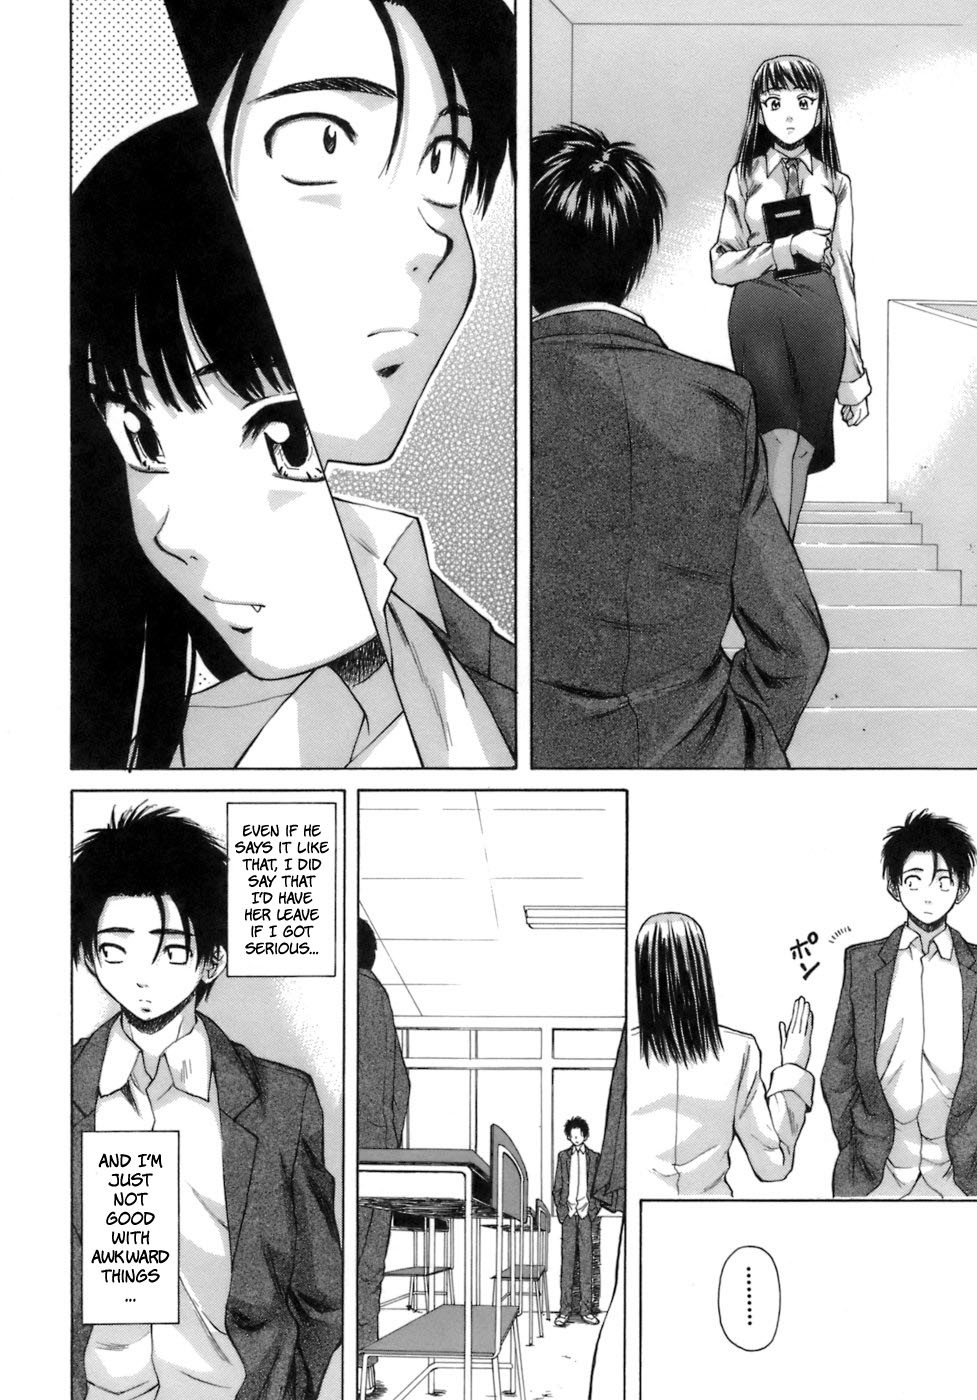 ポン
………
EVEN IF HE
SAYS IT LIKE
THAT, I DID
SAY THAT
I'D HAVE
HER LEAVE
IF I GOT
SERIOUS...
AND I'M
JUST
NOT
GOOD
WITH
AWKWARD
THINGS
...